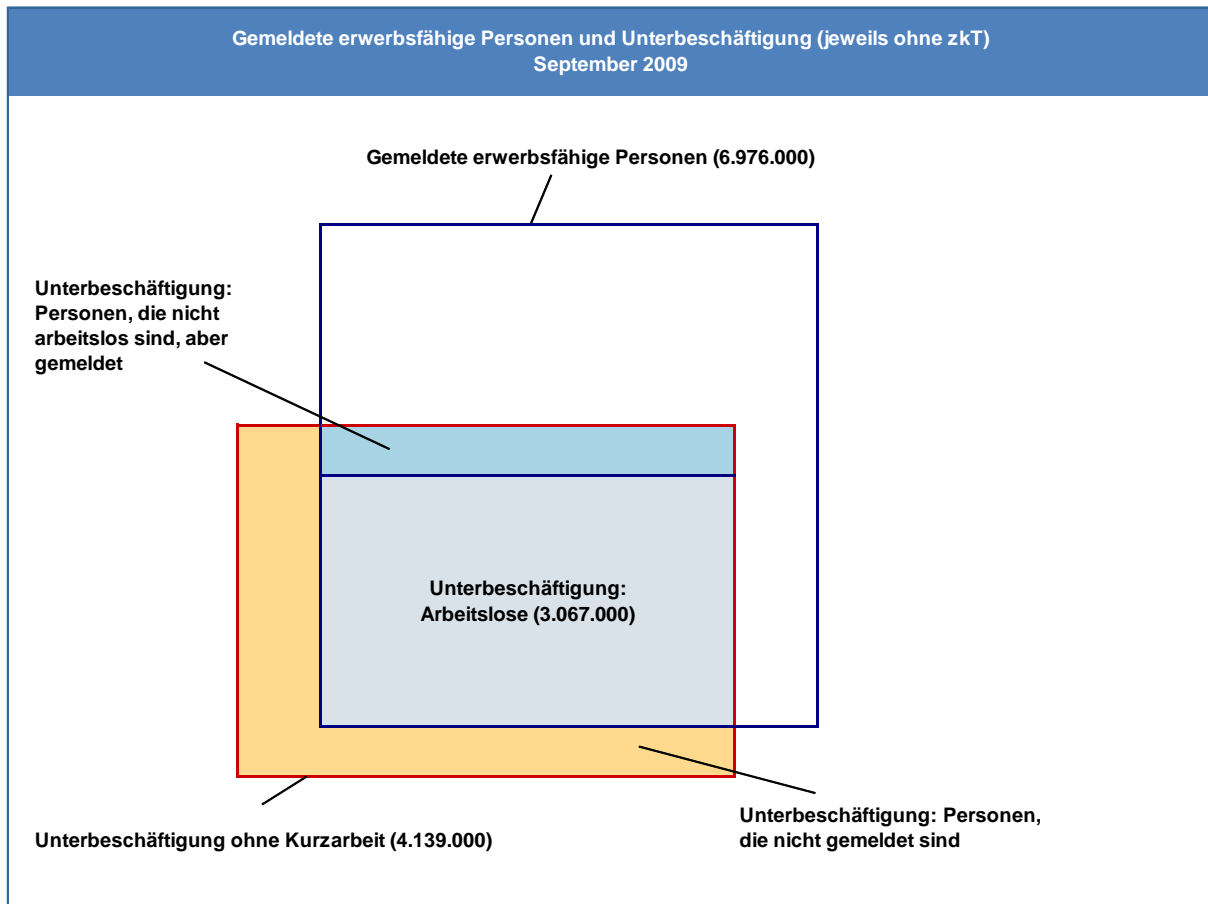 Gemeldete erwerbsfähige Personen und Unterbeschäftigung (jeweils ohne zkT)
September 2009
Gemeldete erwerbsfähige Personen (6.976.000)
Unterbeschäftigung:
Personen, die nicht
arbeitslos sind, aber
gemeldet
Unterbeschäftigung:
Arbeitslose (3.067.000)
Unterbeschäftigung: Personen,
die nicht gemeldet sind
Unterbeschäftigung ohne Kurzarbeit (4.139.000)